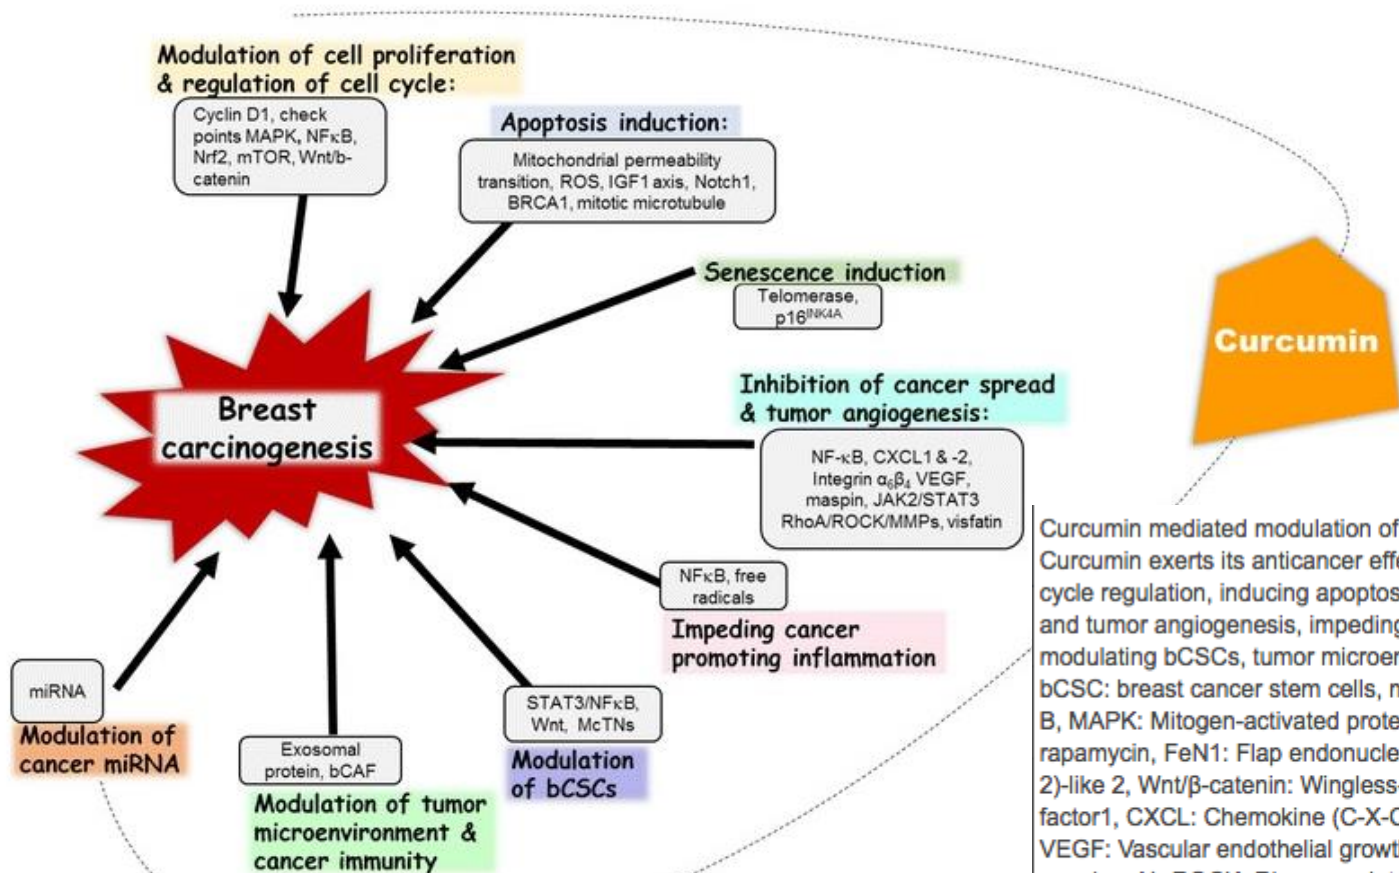 Modulation of cell proliferation
& regulation of cell cycle:
Cyclin D1, check
points MAPK, NFκB,
Nrf2, mTOR, Wnt/b-
catenin
Apoptosis induction:
Mitochondrial permeability
transition, ROS, IGF1 axis, Notch1,
BRCA1, mitotic microtubule
Senescence induction
Telomerase,
p16INK4A
Curcumin
Inhibition of cancer spread
& tumor angiogenesis:
NF-κB, CXCL1 & -2,
Integrin α6β4 VEGF,
maspin, JAK2/STAT3
RhoA/ROCK/MMPs, visfatin
Breast
carcinogenesis
NFκB, free
radicals
Impeding cancer
promoting inflammation
STAT3/NFκB,
Wnt, McTNs
Modulation
of bCSCs
Exosomal
protein, bCAF
Modulation of tumor
microenvironment &
cancer immunity
miRNA
Modulation of
cancer miRNA
Curcumin mediated modulation of
Curcumin exerts its anticancer effe
cycle regulation, inducing apoptos
and tumor angiogenesis, impeding
modulating bCSCs, tumor microen
bCSC: breast cancer stem cells, n
B, MAPK: Mitogen-activated prote
rapamycin, FeN1: Flap endonucle
2)-like 2, Wnt/β-catenin: Wingless-
factor1, CXCL: Chemokine (C-X-C
VEGF: Vascular endothelial growth